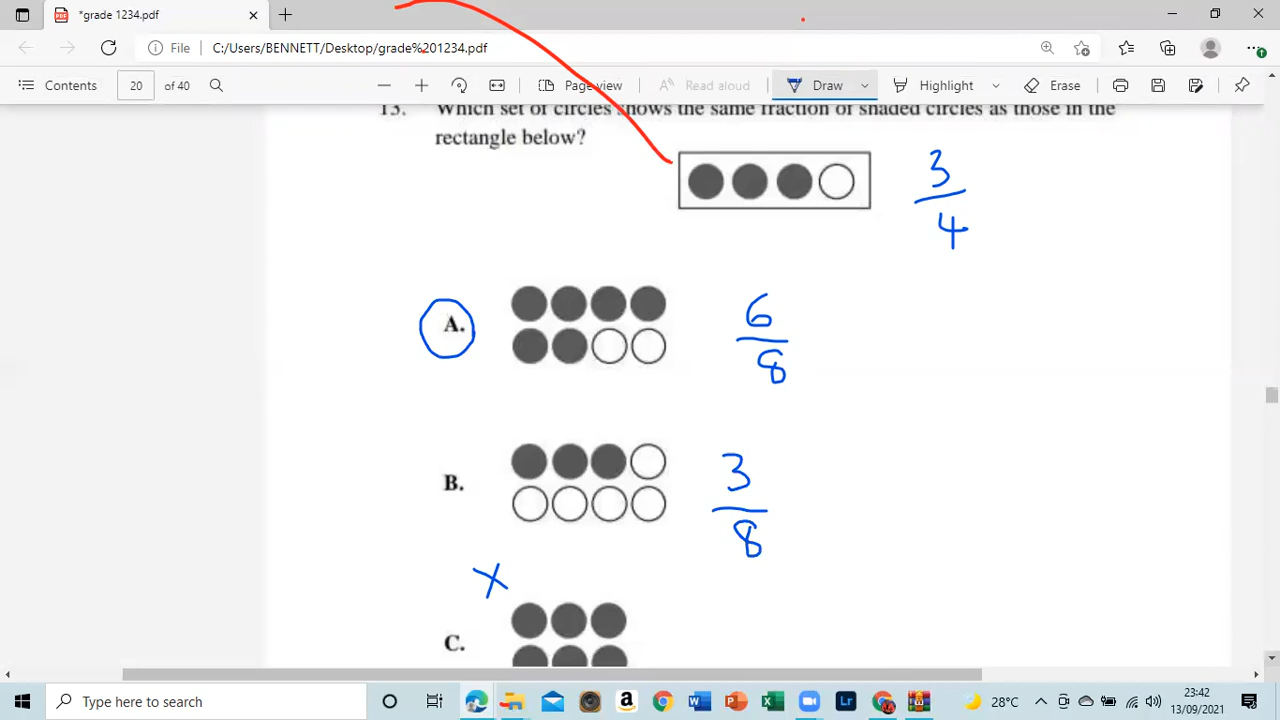 *grade 1234.pdf
File
C:/Users/BENNETT/Desktop/grade%201234.pdf
Contents
20
of 40
Page view
Read aloud
Draw
Highlight
Erase
13. Which set of circles shows the same fraction of shaded circles as those in the
rectangle below?
3
4
A.
6
8
B.
3
8
x
C.
Type here to search
28°C
23:42
13/09/2021